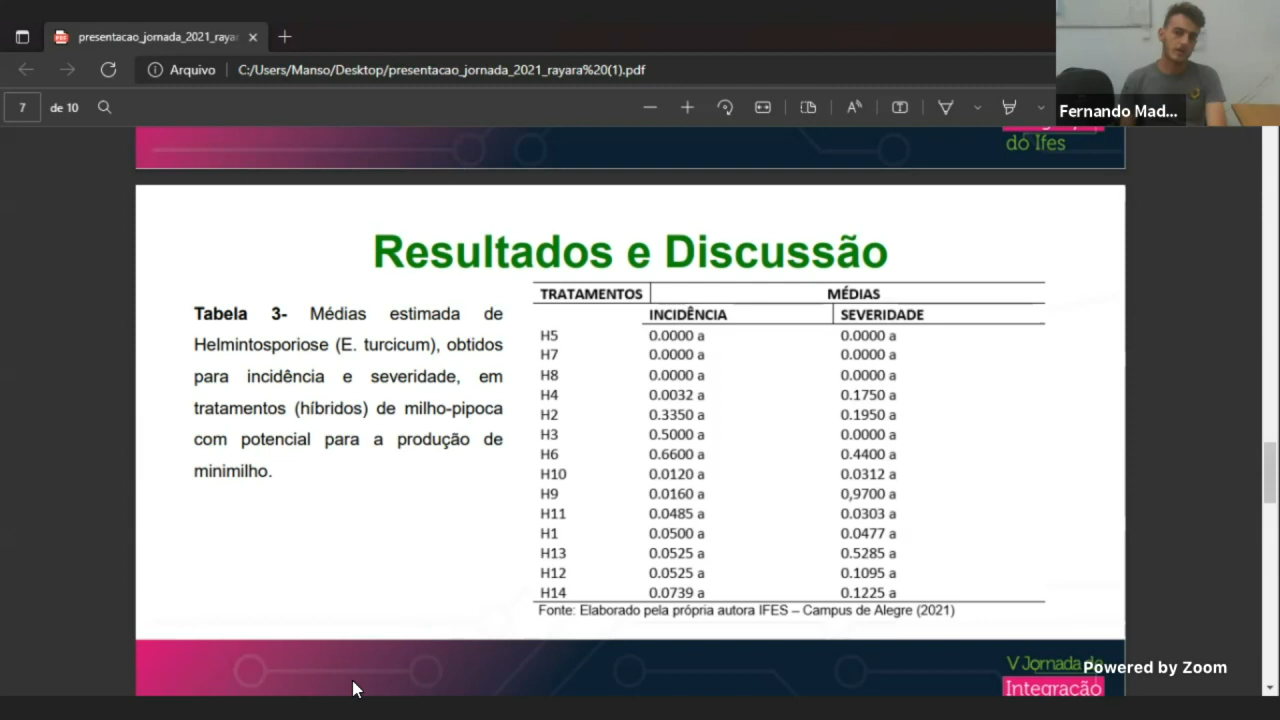 presentacao_jornada_2021_raya
Arquivo C:/Users/Manso/Desktop/presentacao_jornada_2021_rayara%20(1).pdf
7 de 10
Fernando Mad...
do Ifes
Resultados e Discussão
Tabela 3- Médias estimada de
Helmintosporiose (E. turcicum), obtidos
para incidência e severidade, em
tratamentos (híbridos) de milho-pipoca
com potencial para a produção de
minimilho.
TRATAMENTOS MÉDIAS
INCIDÊNCIA SEVERIDADE
H5 0.0000 a 0.0000 a
H7 0.0000 a 0.0000 a
H8 0.0000 a 0.0000 a
H4 0.0032 a 0.1750 a
H2 0.3350 a 0.1950 a
H3 0.5000 a 0.0000 a
H6 0.6600 a 0.4400 a
H10 0.0120 a 0.0312 a
H9 0.0160 a 0,9700 a
H11 0.0485 a 0.0303 a
H1 0.0500 a 0.0477 a
H13 0.0525 a 0.5285 a
H12 0.0525 a 0.1095 a
H14 0.0739 a 0.1225 a
Fonte: Elaborado pela própria autora IFES – Campus de Alegre (2021)
V Jornada de
Integração
Powered by Zoom